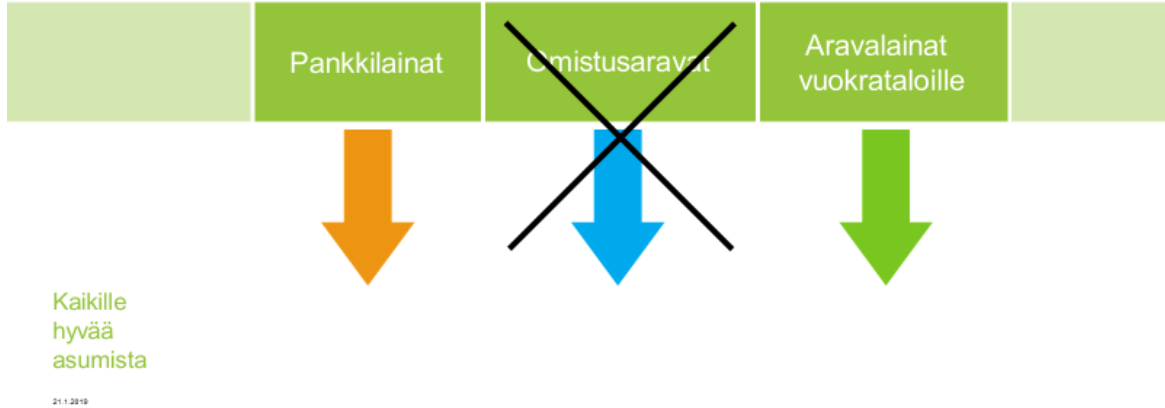 Pankkilainat
Omistusaravat
Aravalainat
vuokrataloille
Kaikille
hyvää
asumista
21.1.2019